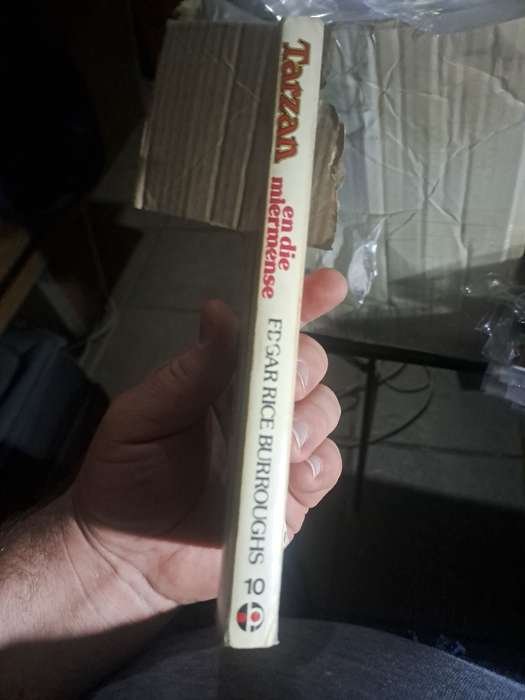 Tarzan
en die
miermense
EDGAR RICE BURROUGHS
10